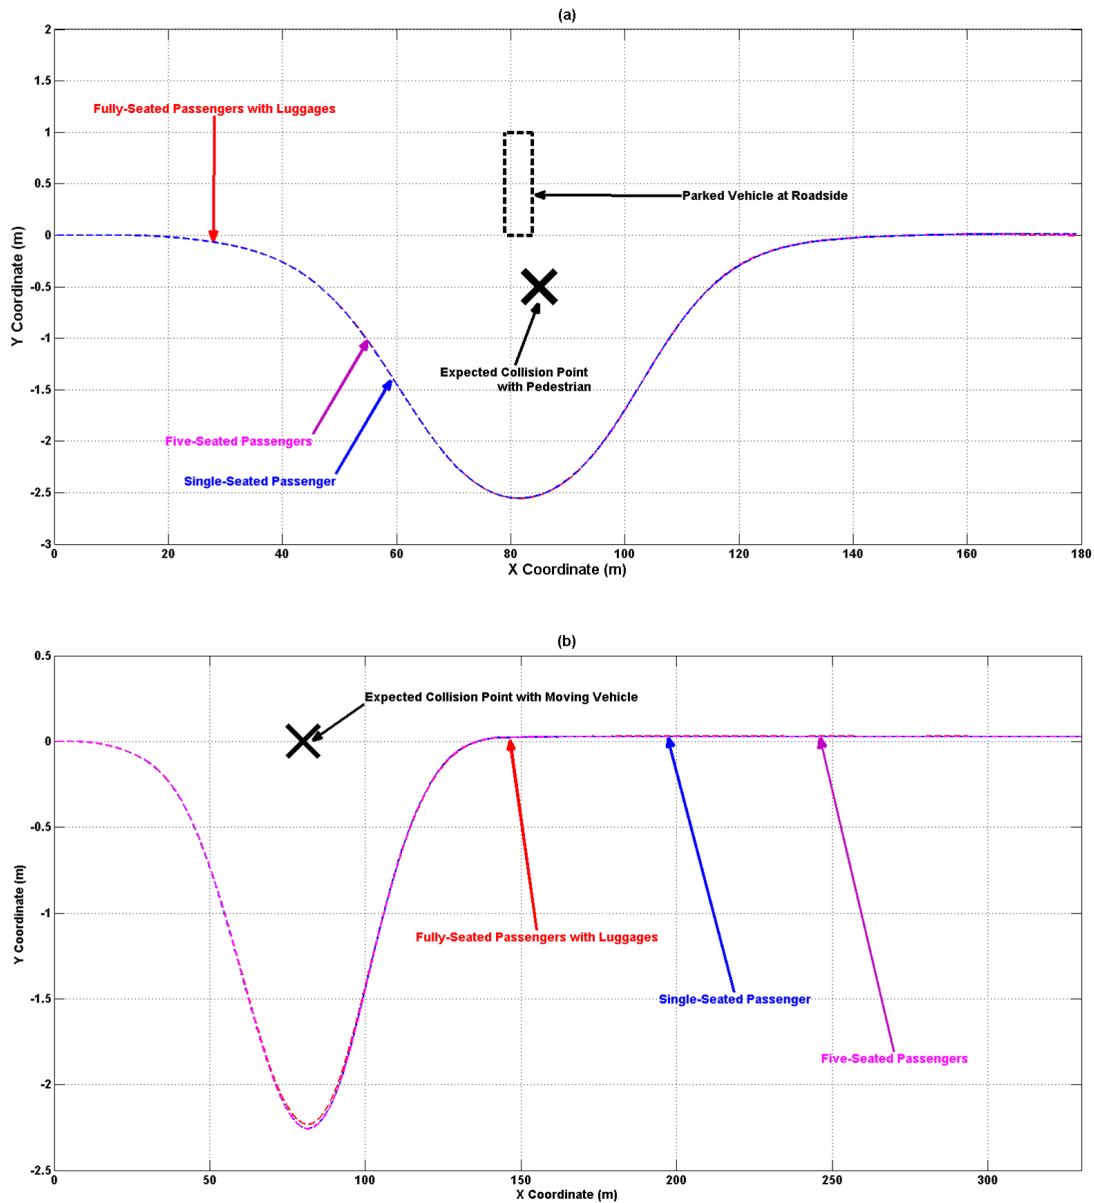 (a)
2
1.5
1
0.5
0
-0.5
-1
-1.5
-2
-2.5
-3
Y Coordinate (m)
Fully-Seated Passengers with Luggages
Parked Vehicle at Roadside
Expected Collision Point
with Pedestrian
Five-Seated Passengers
Single-Seated Passenger
0 20 40 60 80 100 120 140 160 180
X Coordinate (m)
(b)
0.5
0
-0.5
-1
-1.5
-2
-2.5
Y Coordinate (m)
Expected Collision Point with Moving Vehicle
Fully-Seated Passengers with Luggages
Single-Seated Passenger
Five-Seated Passengers
0 50 100 150 200 250 300
X Coordinate (m)